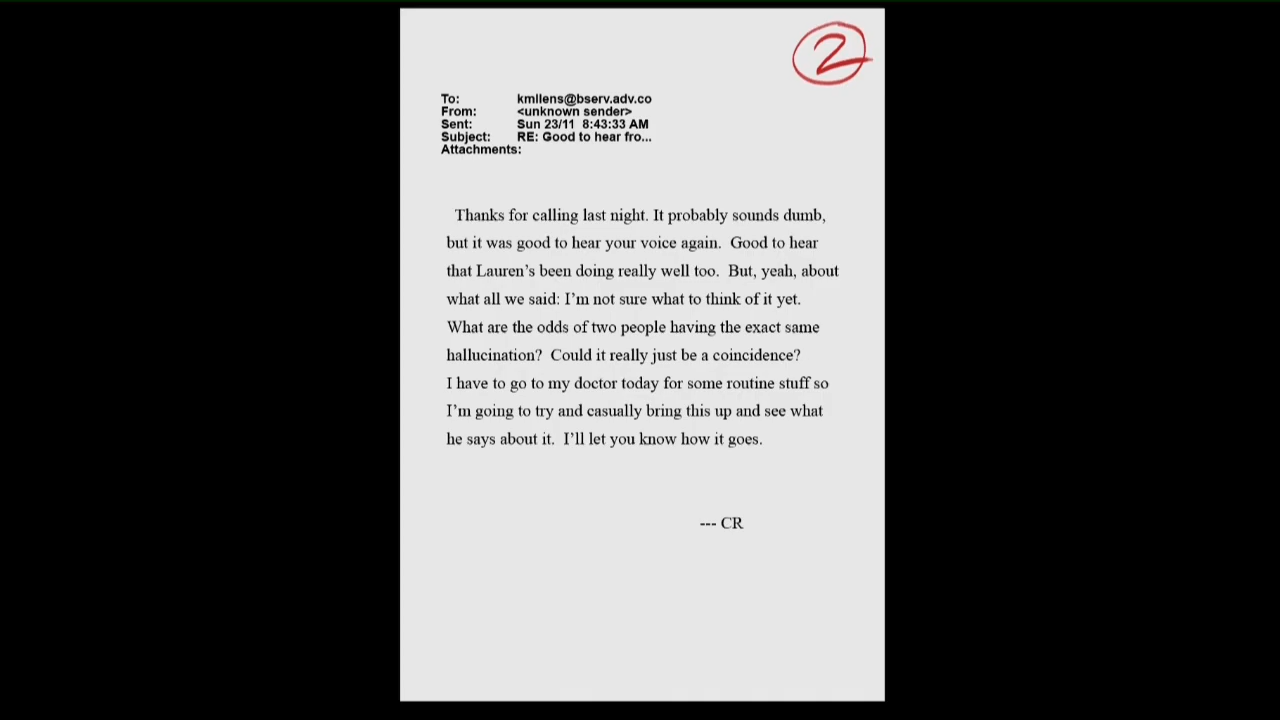 2
To: kmllens@bserv.adv.co
From: <unknown sender>
Sent: Sun 23/11 8:43:33 AM
Subject: RE: Good to hear fro...
Attachments:
Thanks for calling last night. It probably sounds dumb,
but it was good to hear your voice again.  Good to hear
that Lauren’s been doing really well too.  But, yeah, about
what all we said: I’m not sure what to think of it yet.
What are the odds of two people having the exact same
hallucination?  Could it really just be a coincidence?
I have to go to my doctor today for some routine stuff so
I’m going to try and casually bring this up and see what
he says about it.  I’ll let you know how it goes.
--- CR